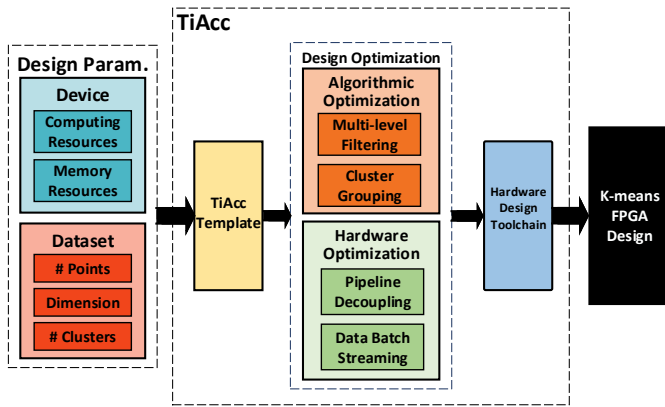 TiAcc
Design Param.
Device
Computing
Resources
Memory
Resources
Dataset
# Points
Dimension
# Clusters
TiAcc
Template
Design Optimization
Algorithmic
Optimization
Multi-level
Filtering
Cluster
Grouping
Hardware
Optimization
Pipeline
Decoupling
Data Batch
Streaming
Hardware
Design
Toolchain
K-means
FPGA
Design